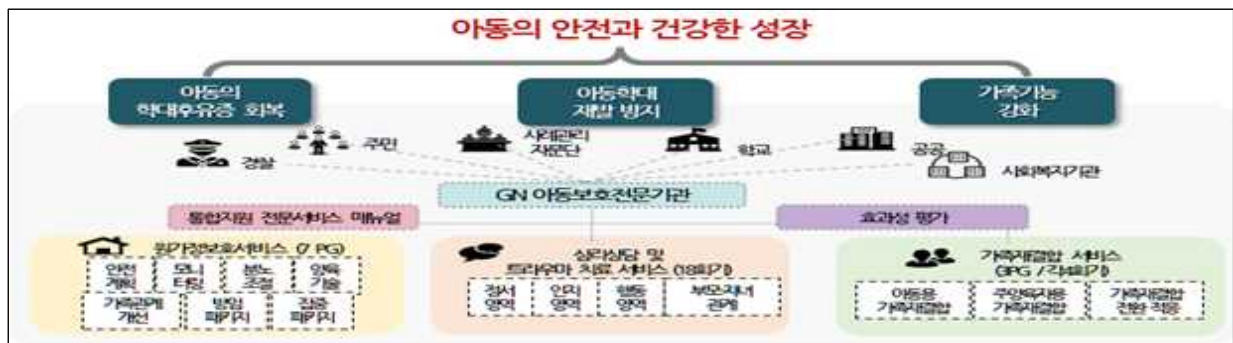 아동의 안전과 건강한 성장
아동의
학대후유증 회복
아동학대
재발 방지
가족기능
강화
경찰
주민
사례관리
자문단
학교
공공
사회복지기관
GN 아동보호전문기관
통합지원 전문서비스 매뉴얼
효과성 평가
원가정보호서비스 (7 PG)
안전
계획
모니
터링
분노
조절
양육
기술
가족관계
개선
방임
패키지
집중
패키지
심리상담 및
트라우마 치료 서비스 (18회기)
정서
영역
인지
영역
행동
영역
부모자녀
관계
가족재결합 서비스
(3PG / 각4회기)
아동용
가족재결합
주양육자용
가족재결합
가족재결합
전환 적응